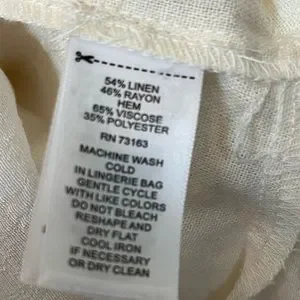 54% LINEN
46% RAYON
HEM
65% VISCOSE
35% POLYESTER
RN 73163
MACHINE WASH
COLD
IN LINGERIE BAG
GENTLE CYCLE
WITH LIKE COLORS
DO NOT BLEACH
RESHAPE AND
DRY FLAT
COOL IRON
IF NECESSARY
OR DRY CLEAN